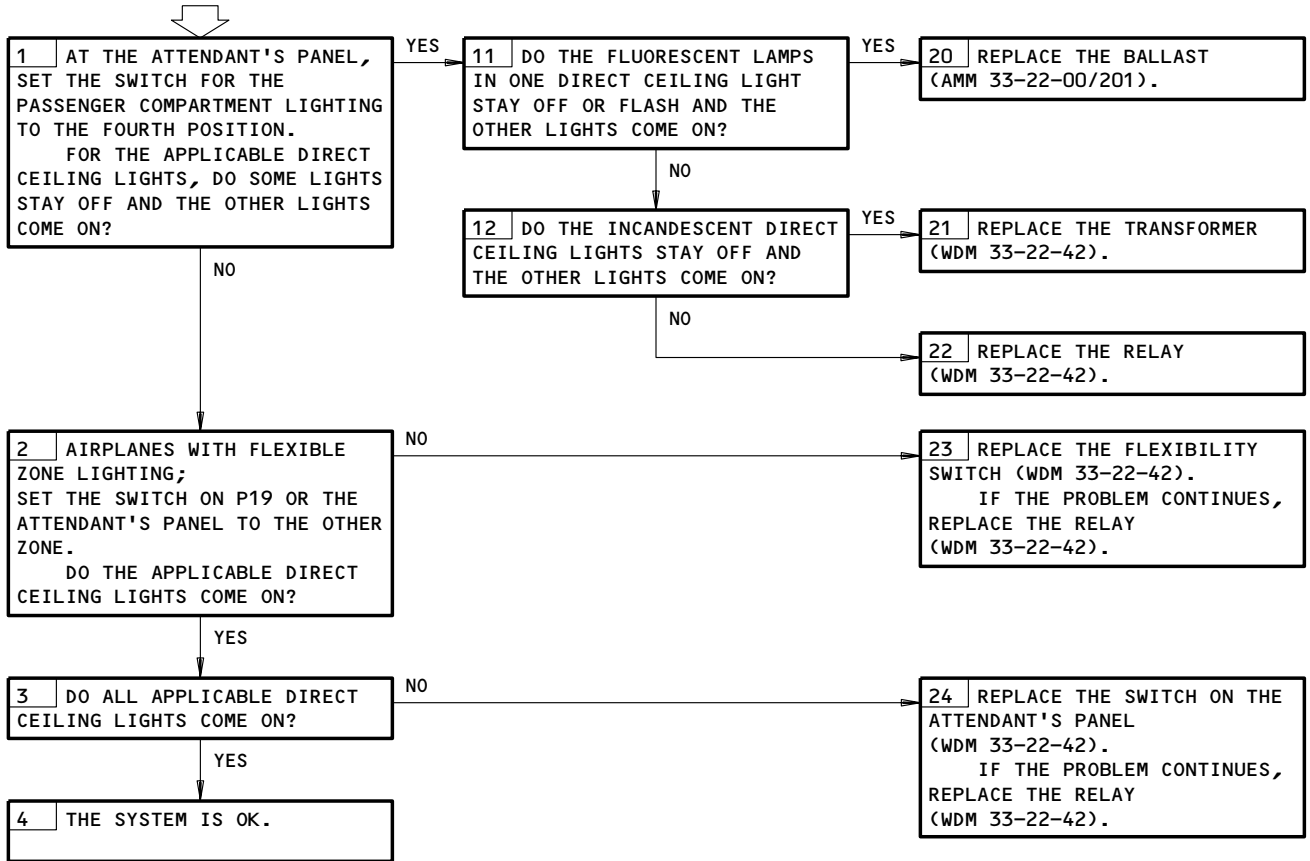 1 AT THE ATTENDANT'S PANEL,
SET THE SWITCH FOR THE
PASSENGER COMPARTMENT LIGHTING
TO THE FOURTH POSITION.
FOR THE APPLICABLE DIRECT
CEILING LIGHTS, DO SOME LIGHTS
STAY OFF AND THE OTHER LIGHTS
COME ON?
YES
11 DO THE FLUORESCENT LAMPS
IN ONE DIRECT CEILING LIGHT
STAY OFF OR FLASH AND THE
OTHER LIGHTS COME ON?
YES
20 REPLACE THE BALLAST
(AMM 33-22-00/201).
NO
12 DO THE INCANDESCENT DIRECT
CEILING LIGHTS STAY OFF AND
THE OTHER LIGHTS COME ON?
YES
21 REPLACE THE TRANSFORMER
(WDM 33-22-42).
NO
22 REPLACE THE RELAY
(WDM 33-22-42).
NO
2 AIRPLANES WITH FLEXIBLE
ZONE LIGHTING;
SET THE SWITCH ON P19 OR THE
ATTENDANT'S PANEL TO THE OTHER
ZONE.
DO THE APPLICABLE DIRECT
CEILING LIGHTS COME ON?
NO
23 REPLACE THE FLEXIBILITY
SWITCH (WDM 33-22-42).
IF THE PROBLEM CONTINUES,
REPLACE THE RELAY
(WDM 33-22-42).
YES
3 DO ALL APPLICABLE DIRECT
CEILING LIGHTS COME ON?
NO
24 REPLACE THE SWITCH ON THE
ATTENDANT'S PANEL
(WDM 33-22-42).
IF THE PROBLEM CONTINUES,
REPLACE THE RELAY
(WDM 33-22-42).
YES
4 THE SYSTEM IS OK.